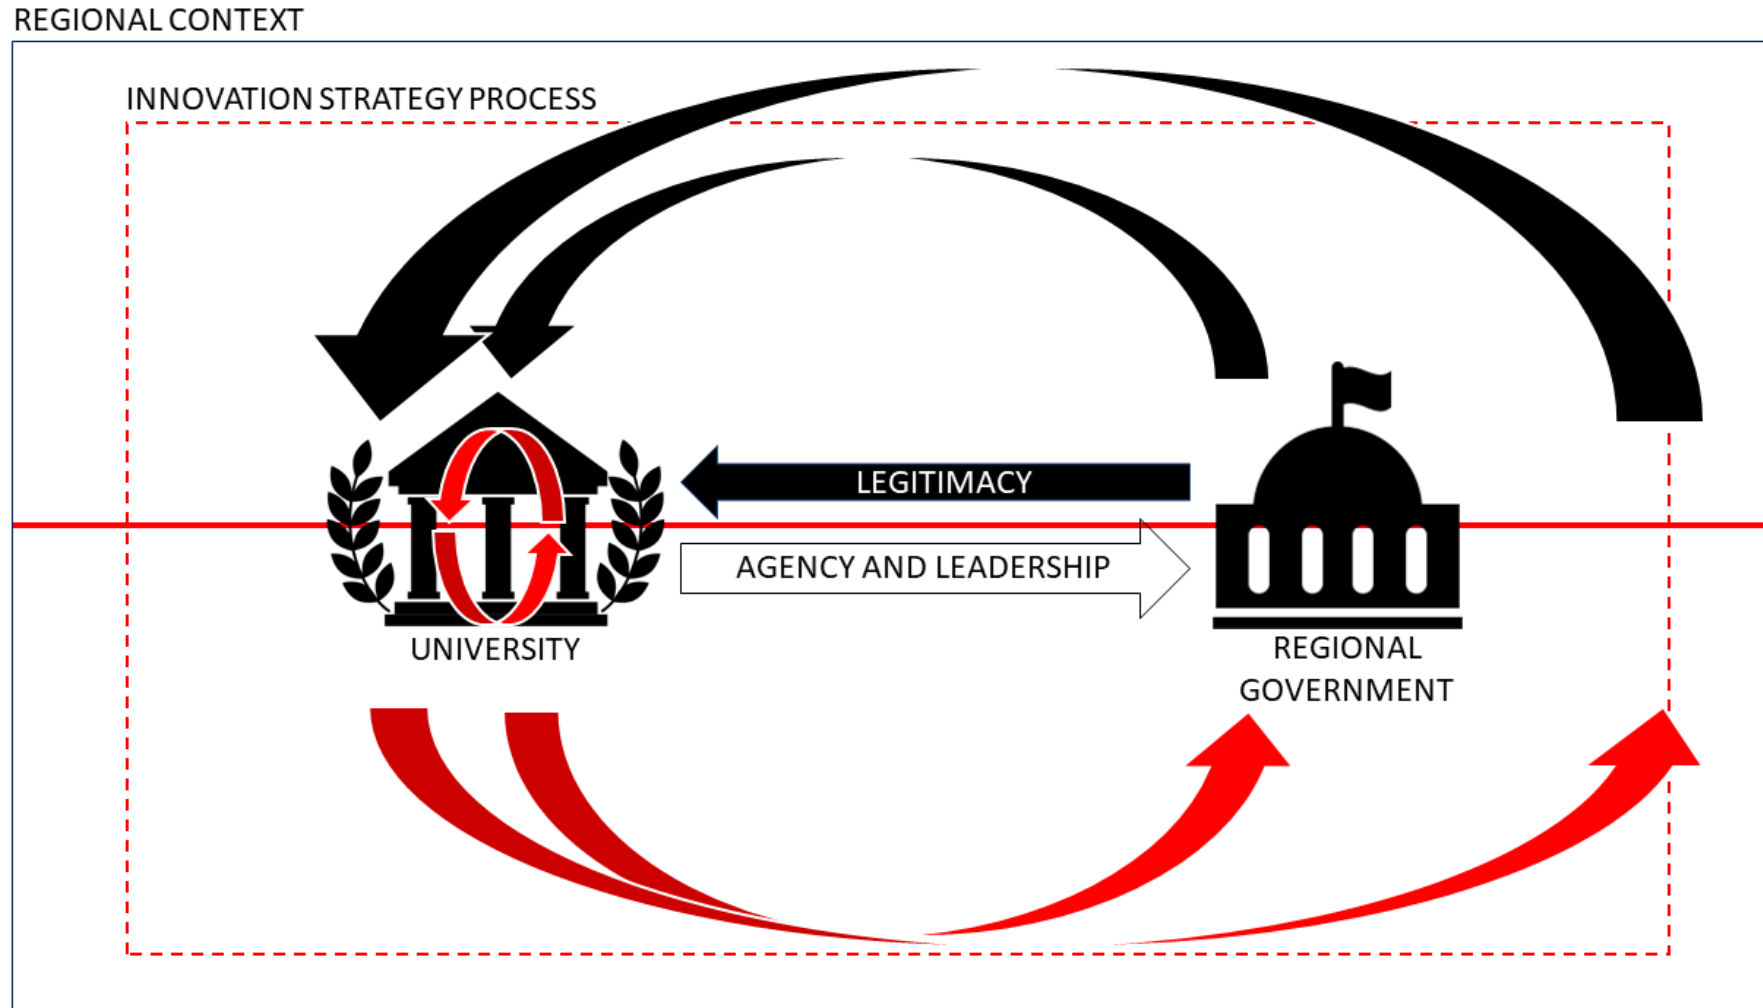 REGIONAL CONTEXT
INNOVATION STRATEGY PROCESS
LEGITIMACY
AGENCY AND LEADERSHIP
UNIVERSITY
REGIONAL
GOVERNMENT